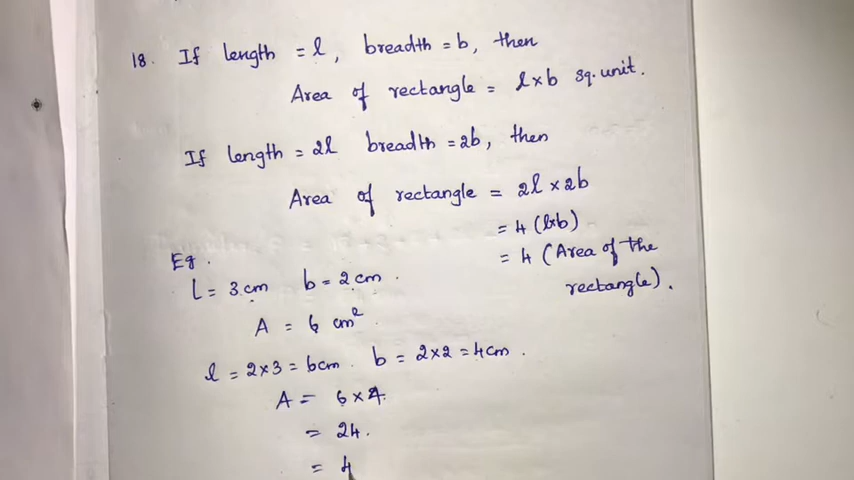 18. If length = l, breadth = b, then
Area of rectangle = l × b sq. unit.
If length = 2l breadth = 2b, then
Area of rectangle = 2l × 2b
= 4 (l×b)
= 4 (Area of the
rectangle).
Eg.
L = 3 cm b = 2 cm.
A = 6 cm²
l = 2×3 = 6cm. b = 2×2 = 4cm.
A = 6 × 4.
= 24.
= 4